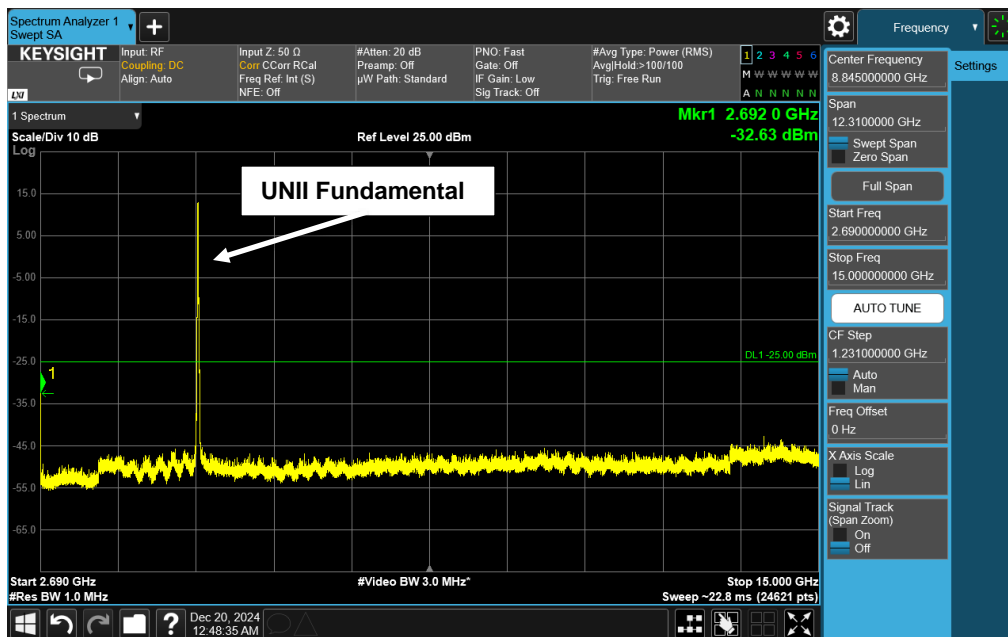 Spectrum Analyzer 1
Swept SA
+
Frequency
KEYSIGHT
LXI
Input: RF
Coupling: DC
Align: Auto
Input Z: 50 Ω
Corr CCorr RCal
Freq Ref: Int (S)
NFE: Off
#Atten: 20 dB
Preamp: Off
µW Path: Standard
PNO: Fast
Gate: Off
IF Gain: Low
Sig Track: Off
#Avg Type: Power (RMS)
Avg|Hold:>100/100
Trig: Free Run
1 2 3 4 5 6
M W W W W W W
A N N N N N
1 Spectrum
Scale/Div 10 dB
Log
Ref Level 25.00 dBm
Mkr1 2.692 0 GHz
-32.63 dBm
UNII Fundamental
15.0
5.00
-5.00
-15.0
-25.0
-35.0
-45.0
-55.0
-65.0
DL1 -25.00 dBm
1
Start 2.690 GHz
#Res BW 1.0 MHz
#Video BW 3.0 MHz*
Stop 15.000 GHz
Sweep ~22.8 ms (24621 pts)
Center Frequency
8.845000000 GHz
Settings
Span
12.3100000 GHz
Swept Span
Zero Span
Full Span
Start Freq
2.690000000 GHz
Stop Freq
15.000000000 GHz
AUTO TUNE
CF Step
1.231000000 GHz
Auto
Man
Freq Offset
0 Hz
X Axis Scale
Log
Lin
Signal Track
(Span Zoom)
On
Off
?
Dec 20, 2024
12:48:35 AM